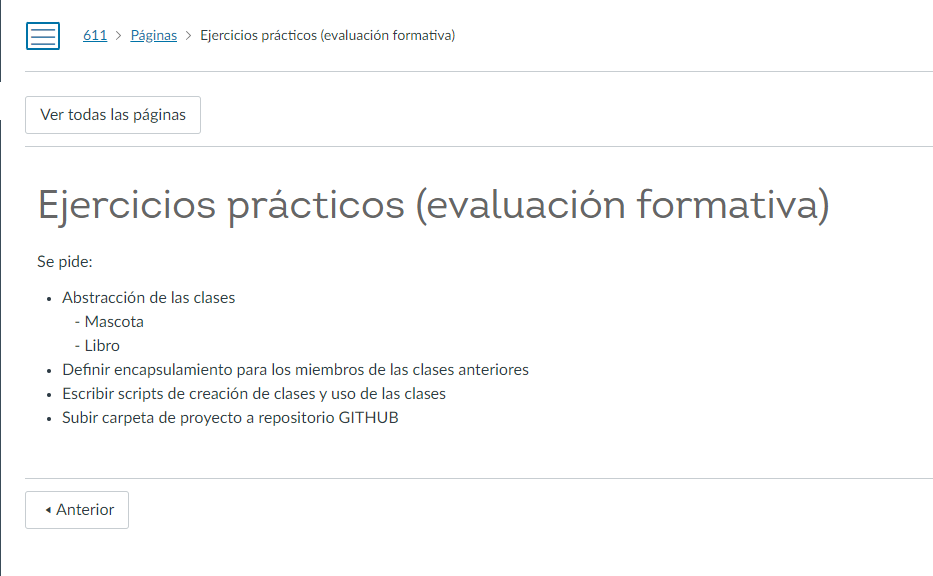 611 > Páginas > Ejercicios prácticos (evaluación formativa)
Ver todas las páginas
Ejercicios prácticos (evaluación formativa)
Se pide:
• Abstracción de las clases
- Mascota
- Libro
• Definir encapsulamiento para los miembros de las clases anteriores
• Escribir scripts de creación de clases y uso de las clases
• Subir carpeta de proyecto a repositorio GITHUB
Anterior